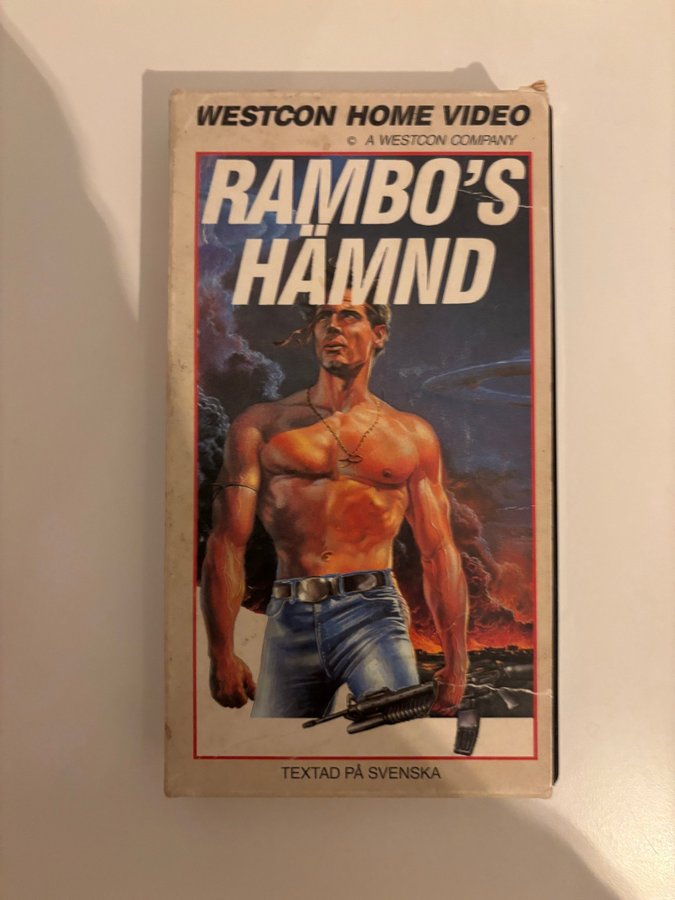 WESTCON HOME VIDEO
© A WESTCON COMPANY
RAMBO'S
HÄMND
TEXTAD PÅ SVENSKA